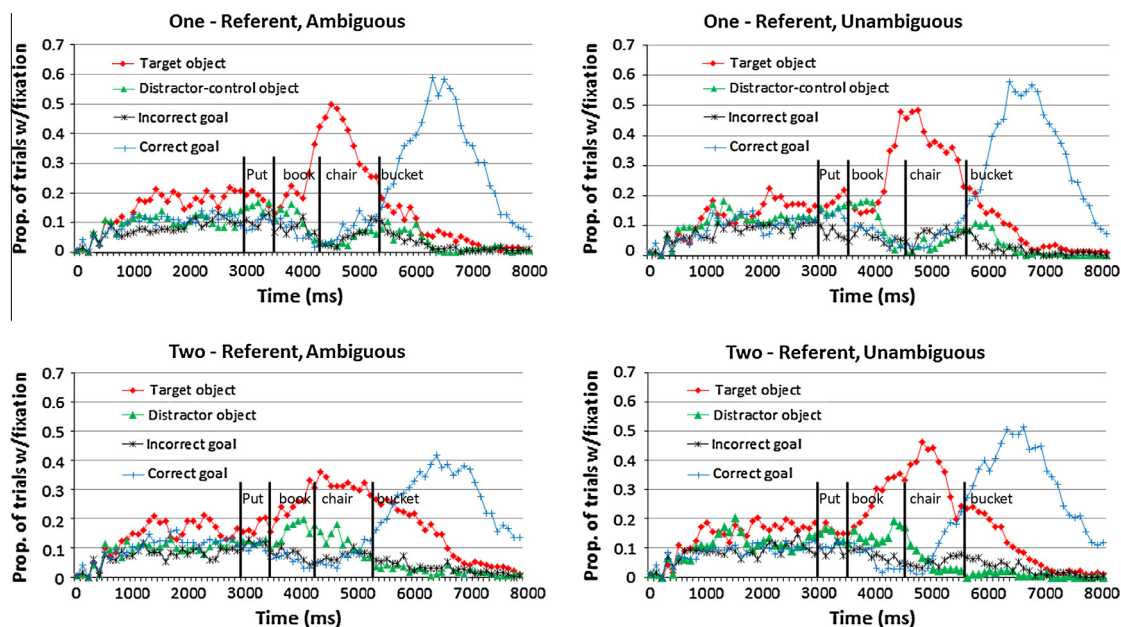 One - Referent, Ambiguous
Prop. of trials w/fixation
0.7
0.6
0.5
0.4
0.3
0.2
0.1
0
Target object
Distractor-control object
Incorrect goal
Correct goal
Put book chair bucket
0 1000 2000 3000 4000 5000 6000 7000 8000
Time (ms)
One - Referent, Unambiguous
Prop. of trials w/fixation
0.7
0.6
0.5
0.4
0.3
0.2
0.1
0
Target object
Distractor-control object
Incorrect goal
Correct goal
Put book chair bucket
0 1000 2000 3000 4000 5000 6000 7000 8000
Time (ms)
Two - Referent, Ambiguous
Prop. of trials w/fixation
0.7
0.6
0.5
0.4
0.3
0.2
0.1
0
Target object
Distractor object
Incorrect goal
Correct goal
Put book chair bucket
0 1000 2000 3000 4000 5000 6000 7000 8000
Time (ms)
Two - Referent, Unambiguous
Prop. of trials w/fixation
0.7
0.6
0.5
0.4
0.3
0.2
0.1
0
Target object
Distractor object
Incorrect goal
Correct goal
Put book chair bucket
0 1000 2000 3000 4000 5000 6000 7000 8000
Time (ms)